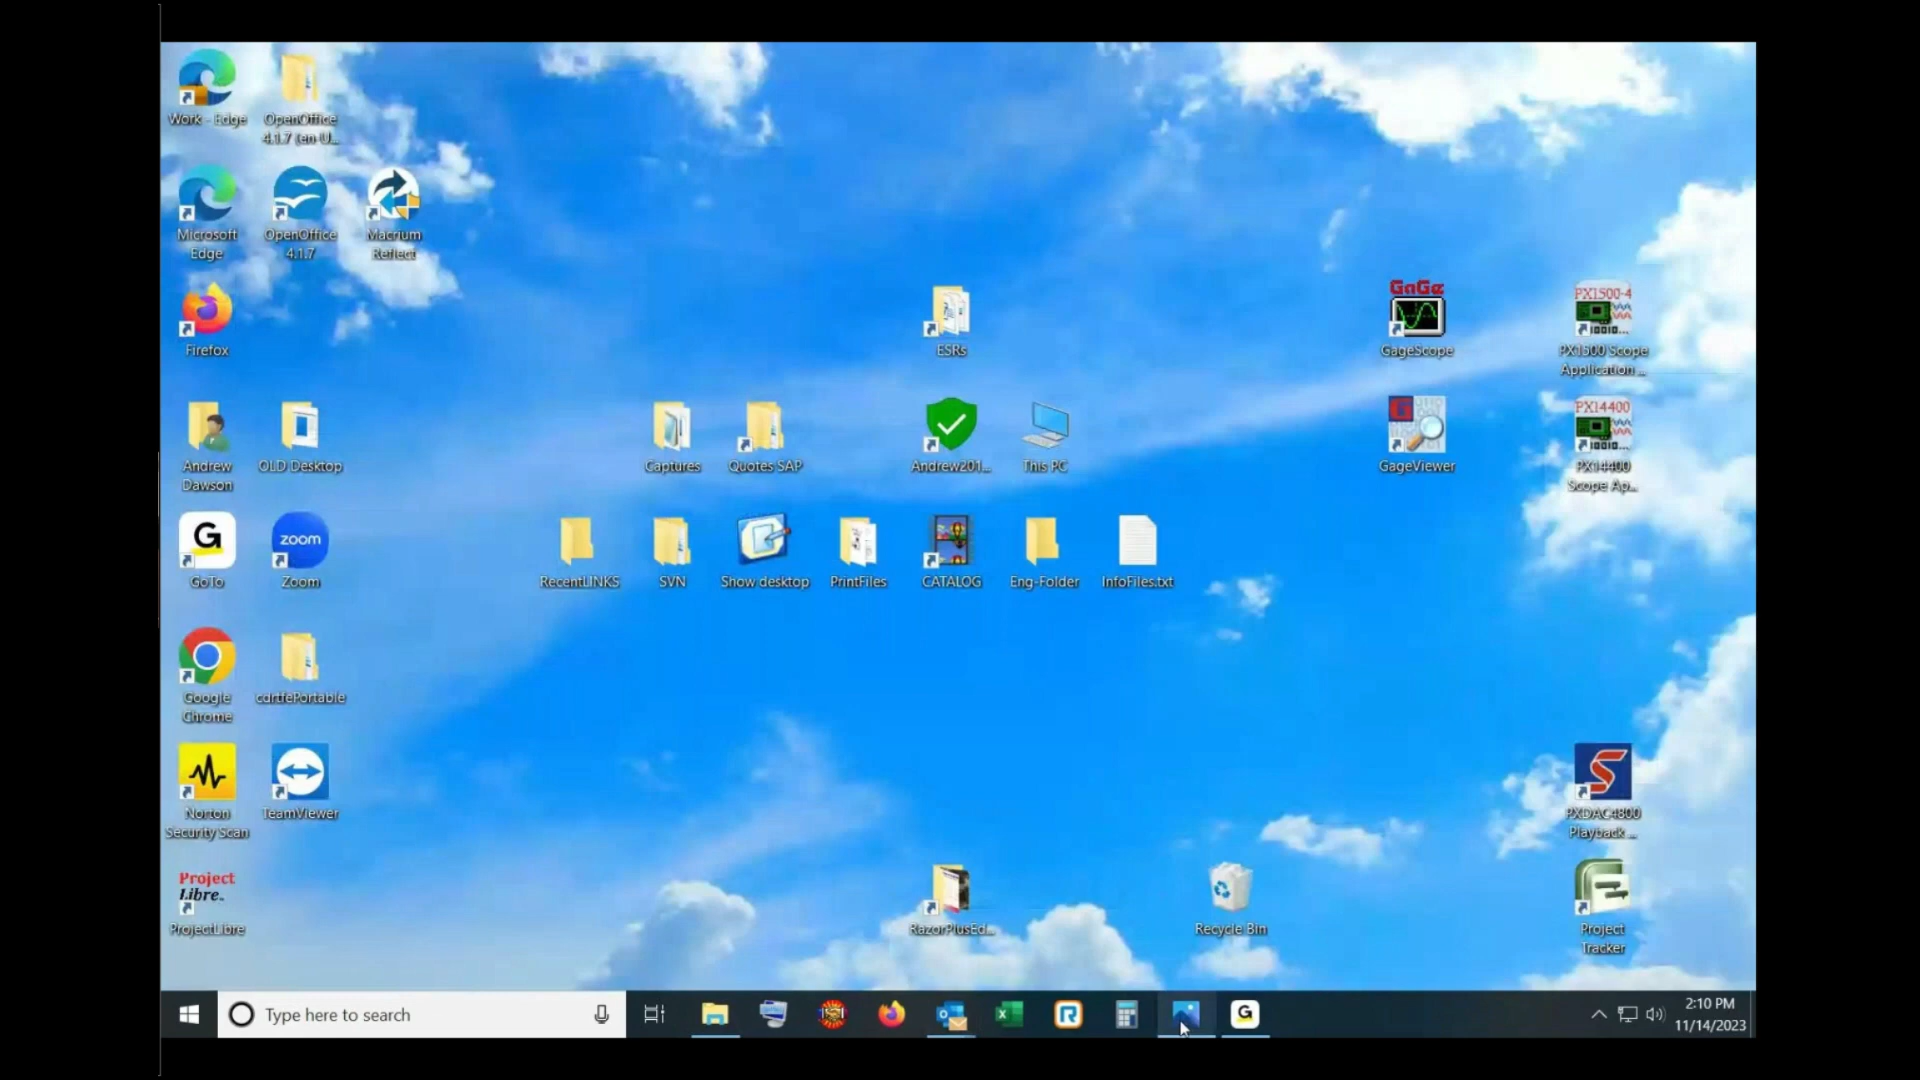 Work - Edge
OpenOffice
4.1.7 (en-U...
Microsoft
Edge
OpenOffice
4.1.7
Macrium
Reflect
Firefox
ESRs
GaGe
GageScope
PX1500-4
PX1500 Scope
Application ...
Andrew
Dawson
OLD Desktop
Captures
Quotes SAP
Andrew201...
This PC
GageViewer
PX14400
PX14400
Scope Ap...
G
GoTo
zoom
Zoom
RecentLINKS
SVN
Show desktop
PrintFiles
CATALOG
Eng-Folder
InfoFiles.txt
Google
Chrome
cdrtfePortable
Norton
Security Scan
TeamViewer
PXDAC4800
Playback ...
Project
Libre
ProjectLibre
RazorPlusEd...
Recycle Bin
Project
Tracker
Type here to search
G
2:10 PM
11/14/2023